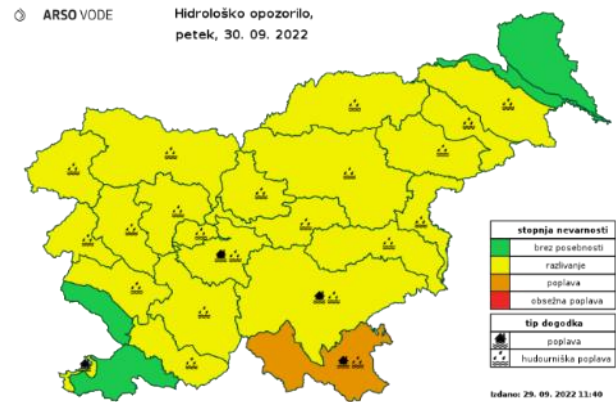 ARSO VODE
Hidrološko opozorilo,
petek, 30. 09. 2022
stopnja nevarnosti
brez posebnosti
razlivanje
poplava
obsežna poplava
tip dogodka
poplava
hudourniška poplava
Izdano: 29. 09. 2022 11:40